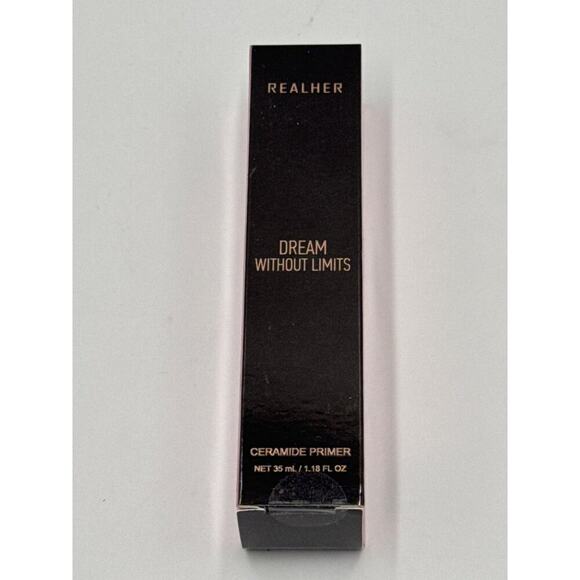 REALHER
DREAM
WITHOUT LIMITS
CERAMIDE PRIMER
NET 35 mL / 1.18 FL OZ